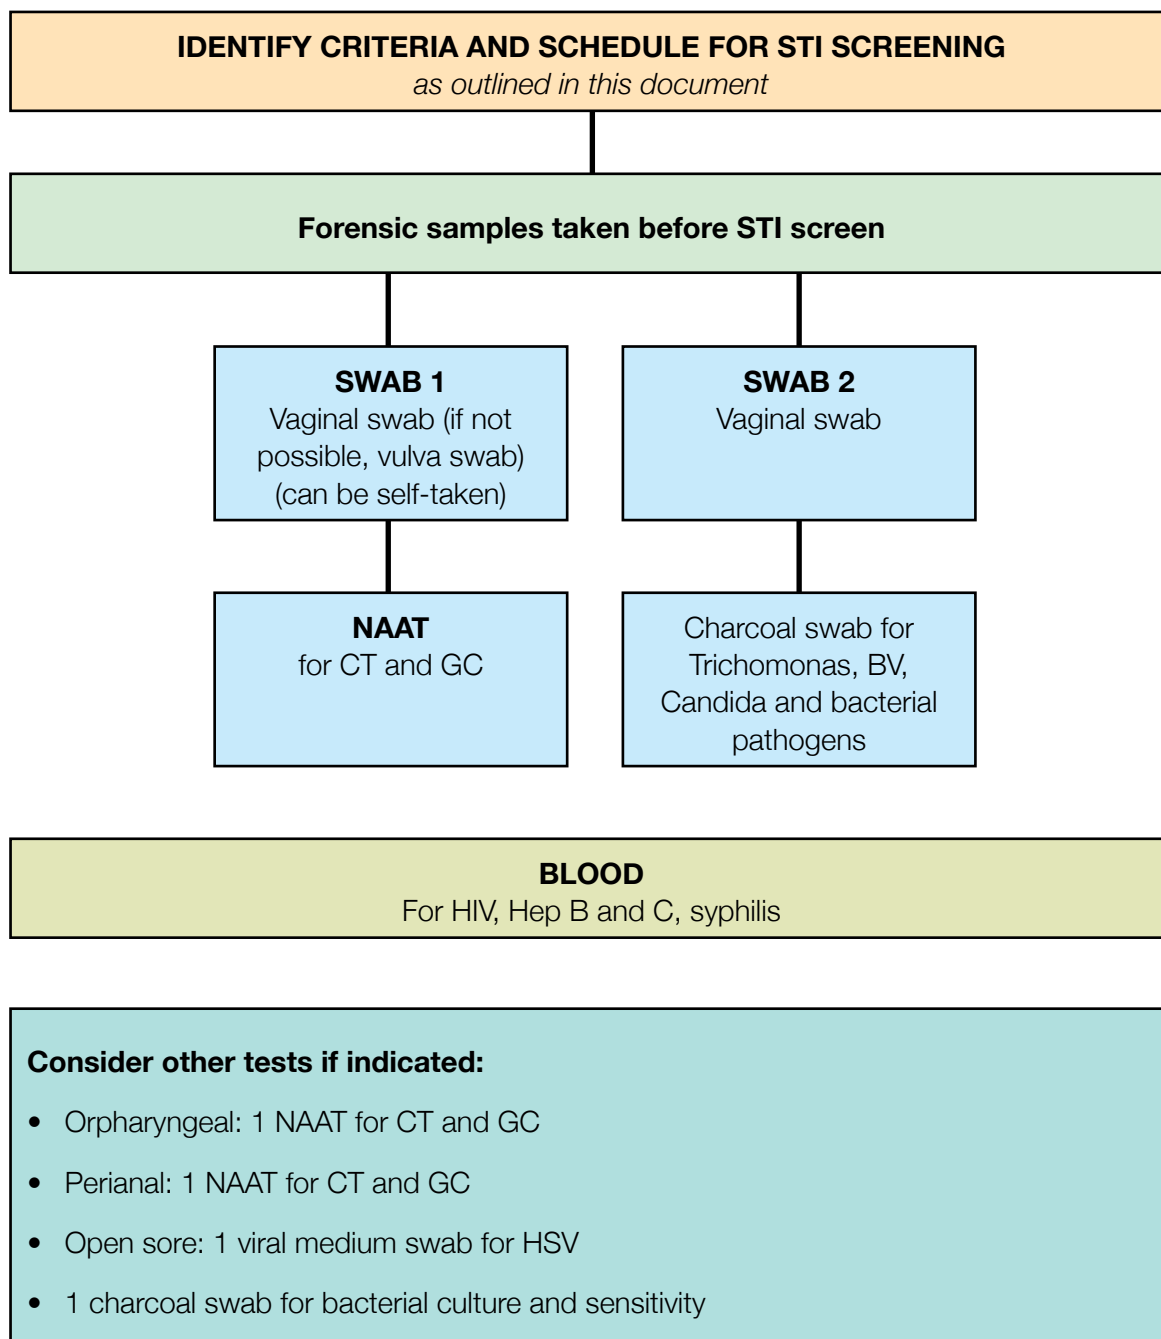 IDENTIFY CRITERIA AND SCHEDULE FOR STI SCREENING
as outlined in this document
Forensic samples taken before STI screen
SWAB 1
Vaginal swab (if not
possible, vulva swab)
(can be self-taken)
SWAB 2
Vaginal swab
NAAT
for CT and GC
Charcoal swab for
Trichomonas, BV,
Candida and bacterial
pathogens
BLOOD
For HIV, Hep B and C, syphilis
Consider other tests if indicated:
• Orpharyngeal: 1 NAAT for CT and GC
• Perianal: 1 NAAT for CT and GC
• Open sore: 1 viral medium swab for HSV
• 1 charcoal swab for bacterial culture and sensitivity